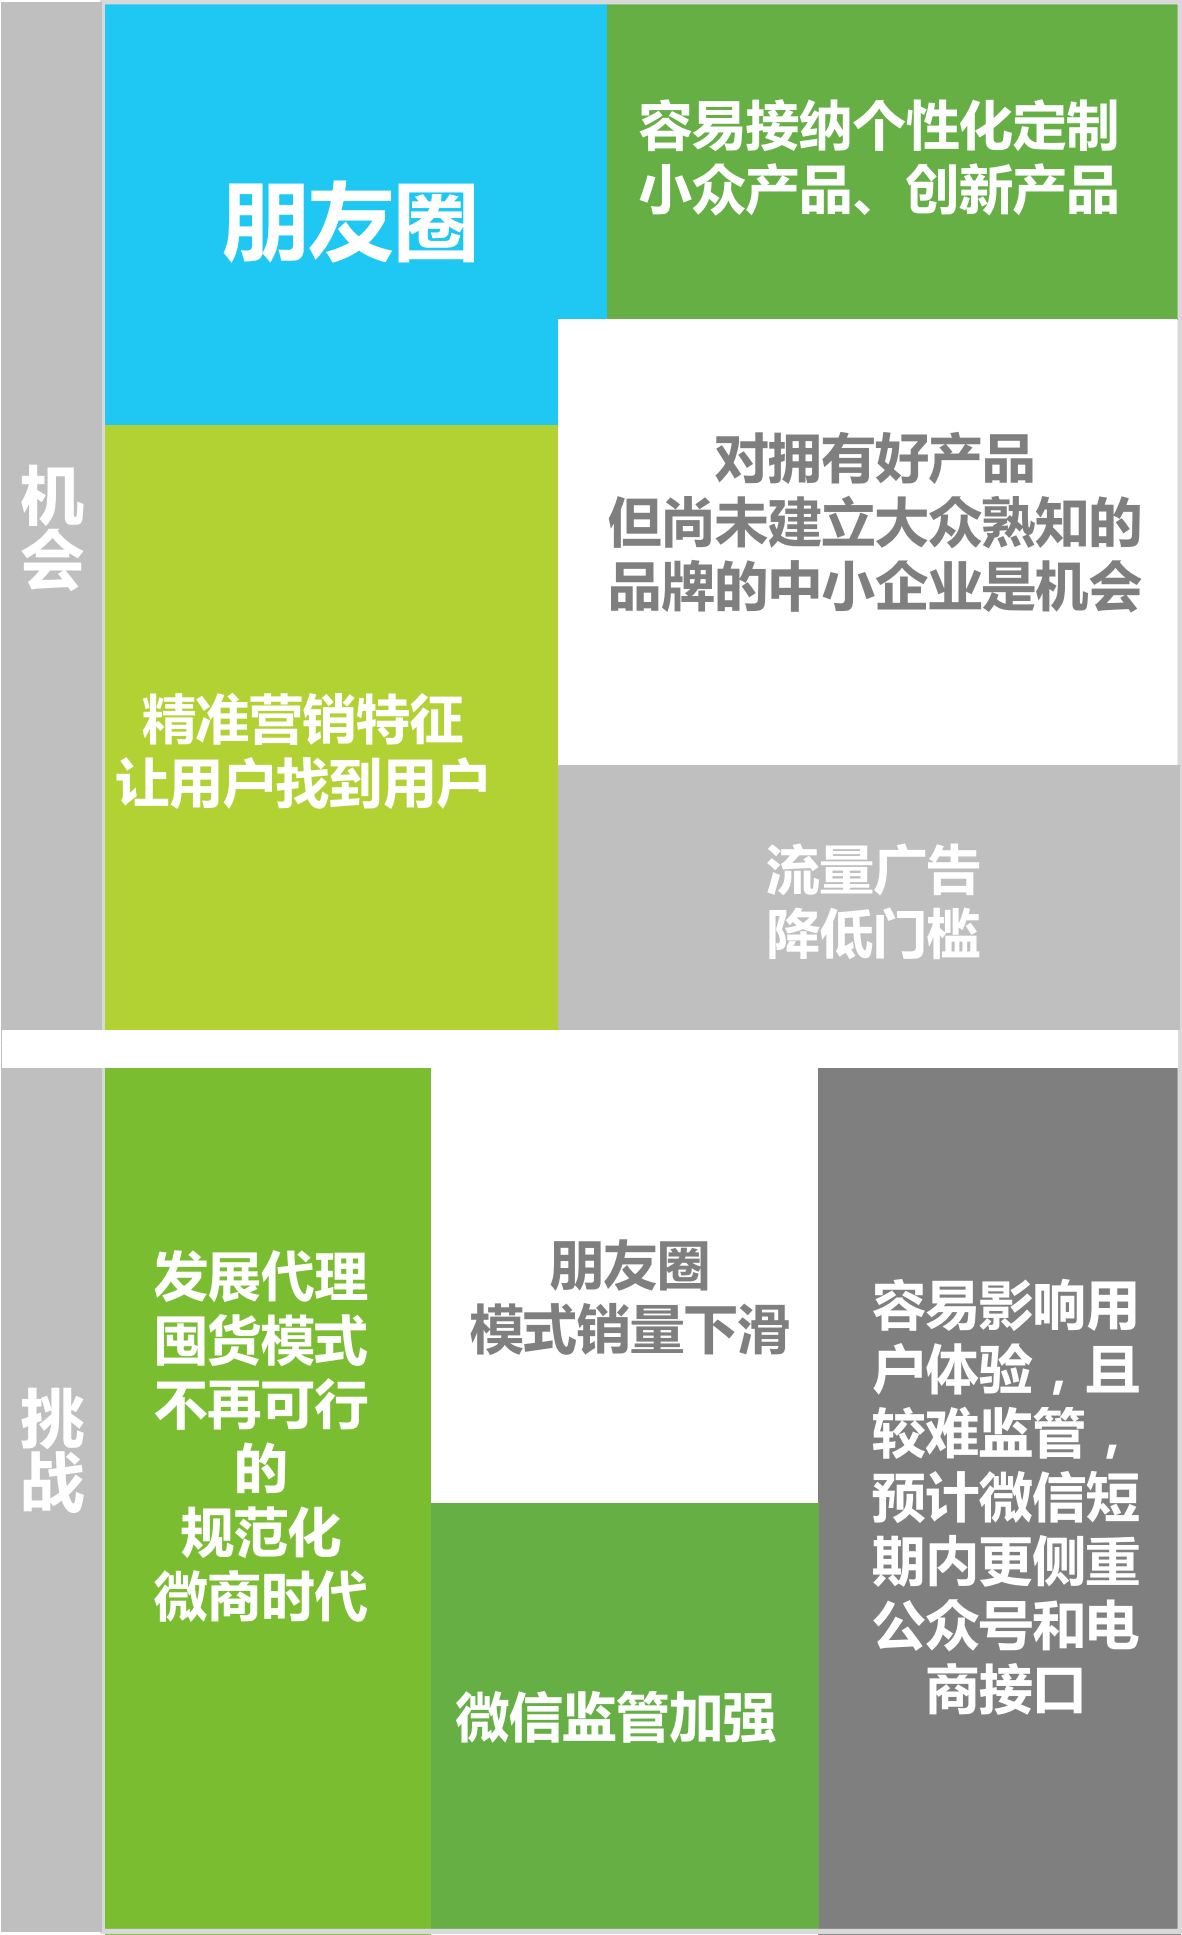 机会
朋友圈
容易接纳个性化定制
小众产品、创新产品
对拥有好产品
但尚未建立大众熟知的
品牌的中小企业是机会
精准营销特征
让用户找到用户
流量广告
降低门槛
挑战
发展代理
囤货模式
不再可行
的
规范化
微商时代
朋友圈
模式销量下滑
微信监管加强
容易影响用
户体验，且
较难监管，
预计微信短
期内更侧重
公众号和电
商接口